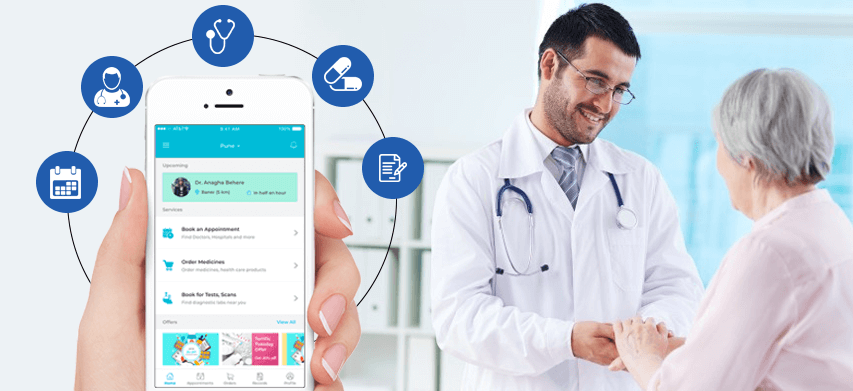 9:41 AM
100%
Pune
Upcoming
Dr. Anagha Behere
Baner (5 km)
in half an hour
Services
Book an Appointment
Find Doctors, Hospitals and more
Order Medicines
Order medicines, health care products
Book for Tests, Scans
Find diagnostic labs near you
Offers
View All
Home
Appointments
Orders
Records
Profile